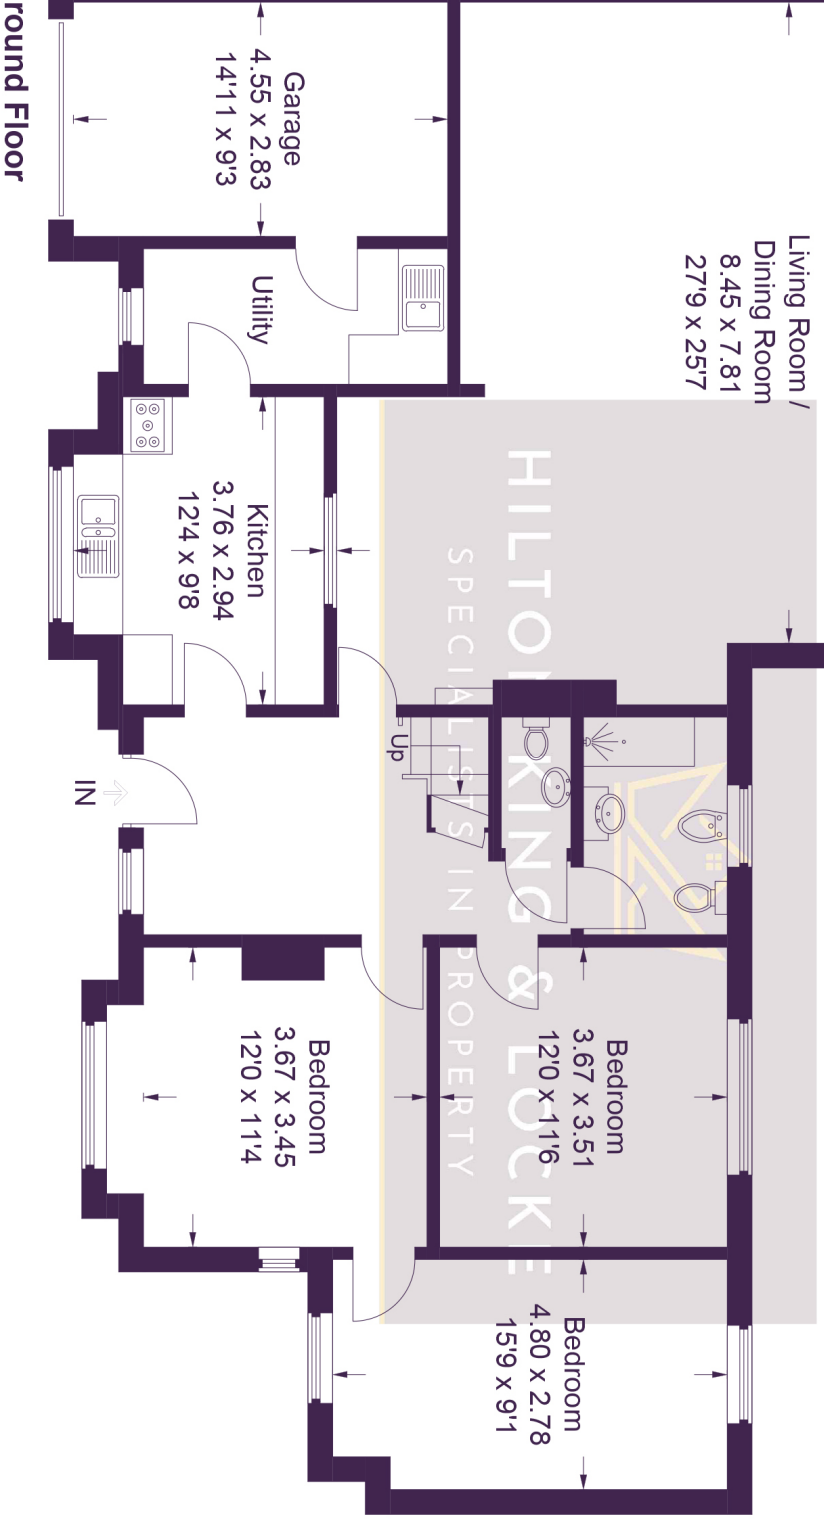 Living Room /
Dining Room
8.45 x 7.81
27'9 x 25'7
Garage
4.55 x 2.83
14'11 x 9'3
Utility
Kitchen
3.76 x 2.94
12'4 x 9'8
Up
IN
Bedroom
3.67 x 3.51
12'0 x 11'6
Bedroom
3.67 x 3.45
12'0 x 11'4
Bedroom
4.80 x 2.78
15'9 x 9'1
round Floor
HILTON KING & LOCKE
SPECIALISTS IN PROPERTY